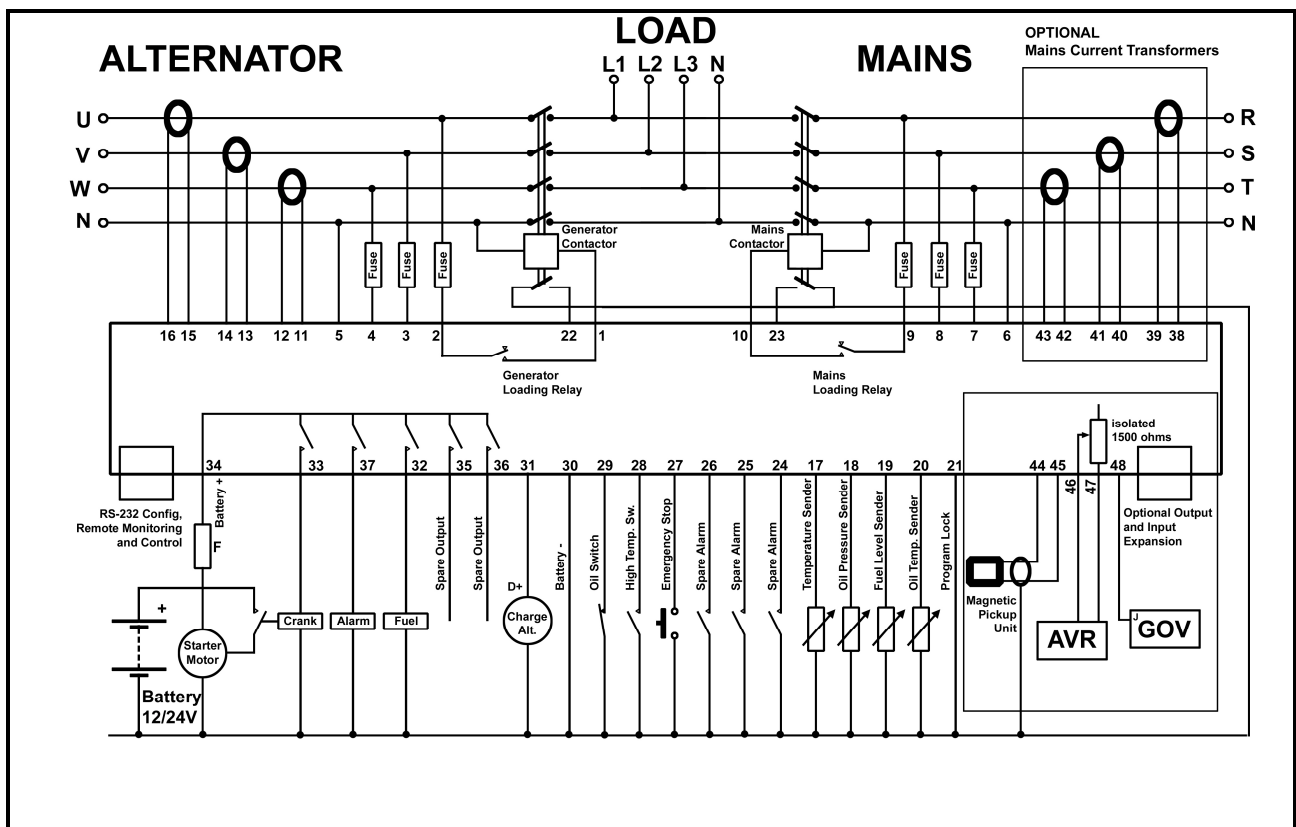 ALTERNATOR
LOAD
MAINS
OPTIONAL
Mains Current Transformers
L1 L2 L3 N
U
V
W
N
R
S
T
N
Generator
Contactor
Mains
Contactor
Fuse
Fuse
Fuse
Fuse
Fuse
Fuse
16 15 14 13 12 11 5 4 3 2 22 1 10 23 9 8 7 6 43 42 41 40 39 38
Generator
Loading Relay
Mains
Loading Relay
isolated
1500 ohms
34 33 37 32 35 36 31 30 29 28 27 26 25 24 17 18 19 20 21 44 45 46 47 48
RS-232 Config,
Remote Monitoring
and Control
Battery +
F
Spare Output
Spare Output
D+
Charge
Alt.
Battery -
Oil Switch
High Temp. Sw.
Emergency Stop
Spare Alarm
Spare Alarm
Spare Alarm
Temperature Sender
Oil Pressure Sender
Fuel Level Sender
Oil Temp. Sender
Program Lock
Optional Output
and Input
Expansion
Magnetic
Pickup
Unit
AVR
J
GOV
+
Starter
Motor
Crank
Alarm
Fuel
Battery
12/24V